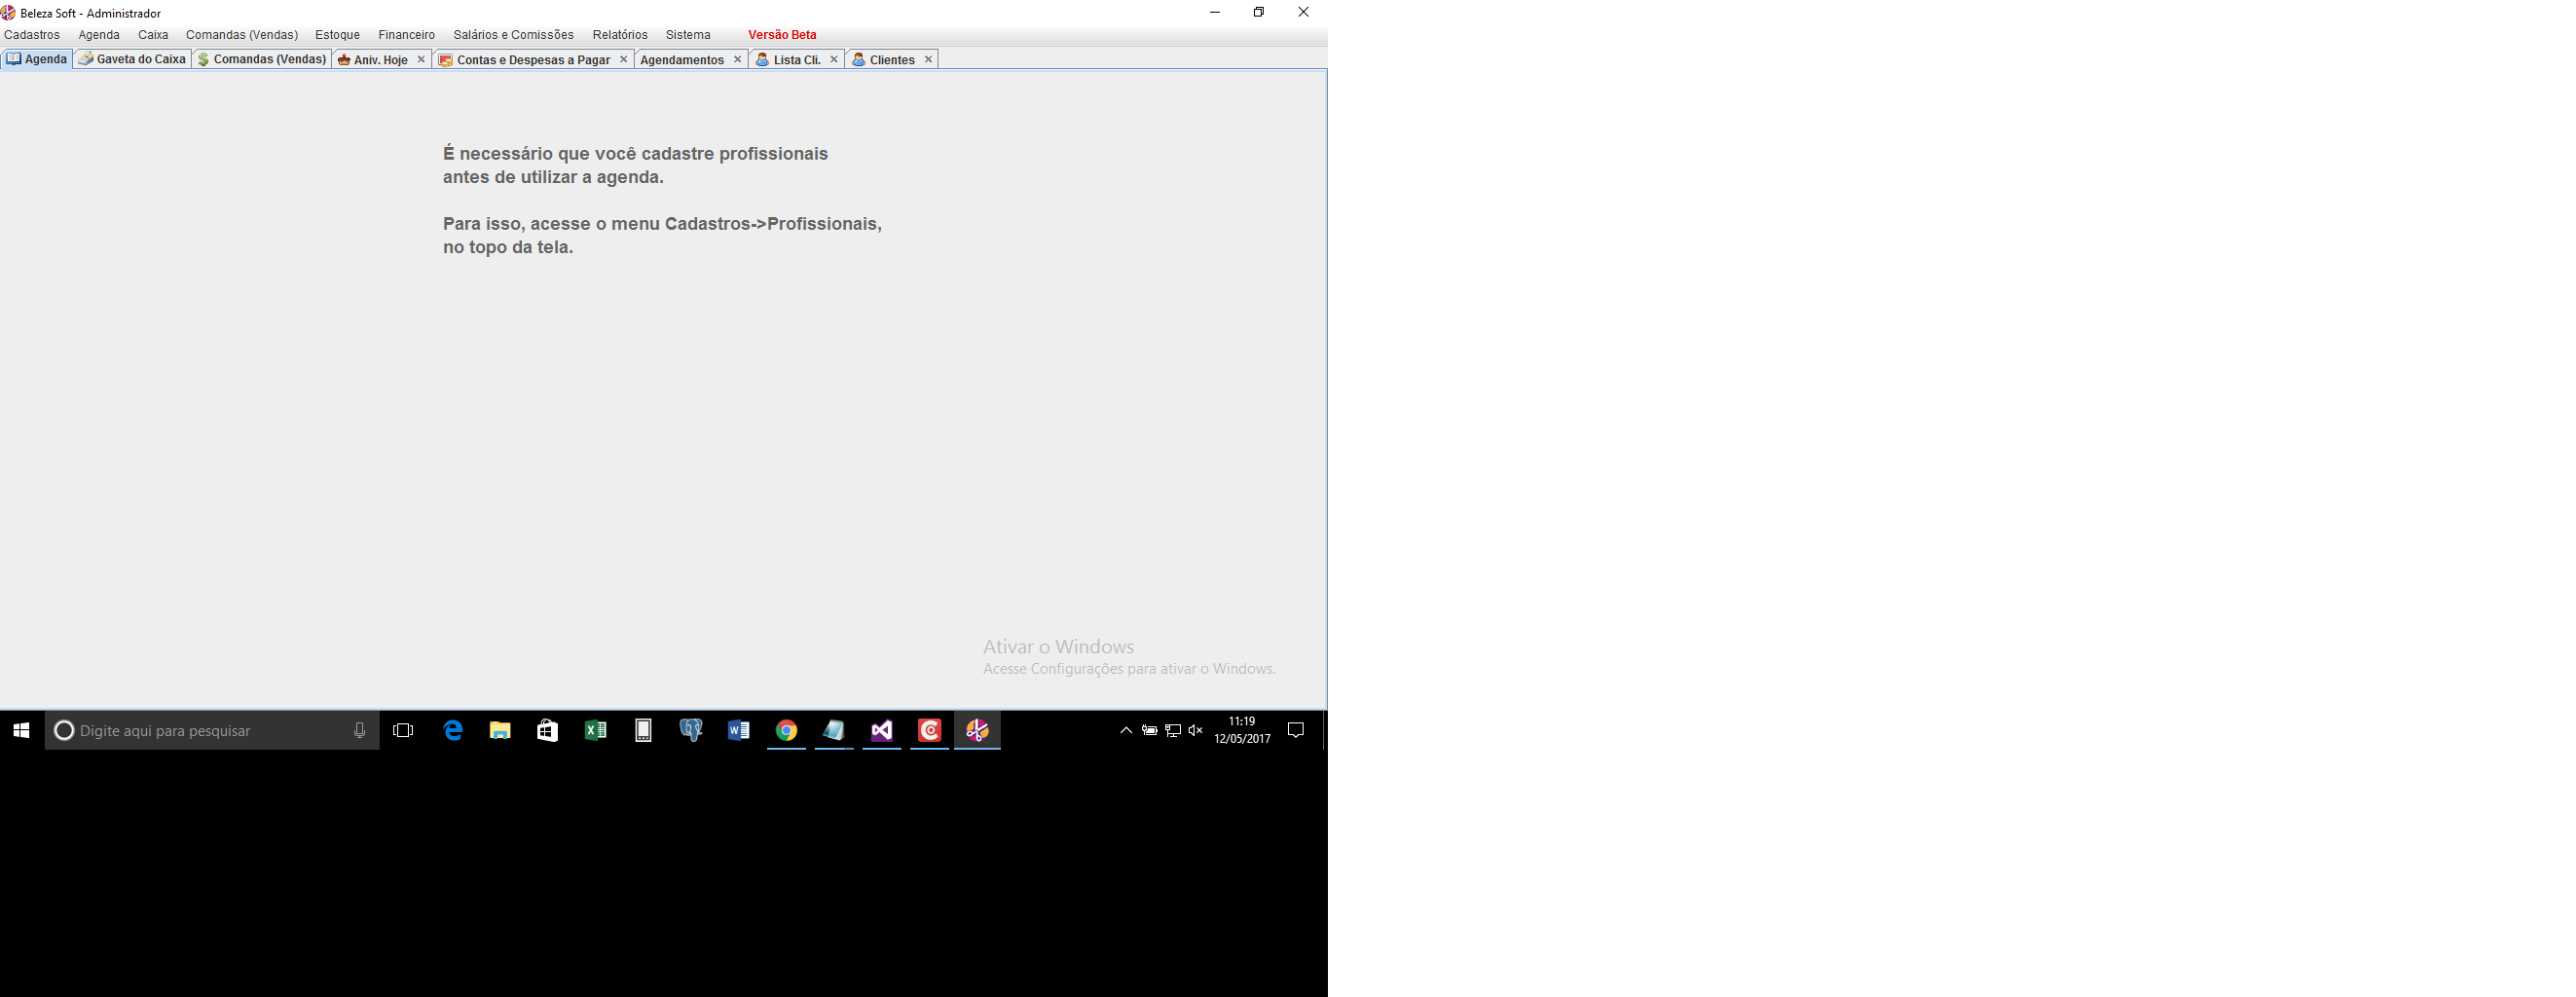 Beleza Soft - Administrador
Cadastros Agenda Caixa Comandas (Vendas) Estoque Financeiro Salários e Comissões Relatórios Sistema Versão Beta
Agenda Gaveta do Caixa Comandas (Vendas) Aniv. Hoje Contas e Despesas a Pagar Agendamentos Lista Cli. Clientes
É necessário que você cadastre profissionais
antes de utilizar a agenda.
Para isso, acesse o menu Cadastros->Profissionais,
no topo da tela.
Ativar o Windows
Acesse Configurações para ativar o Windows.
Digite aqui para pesquisar
11:19
12/05/2017